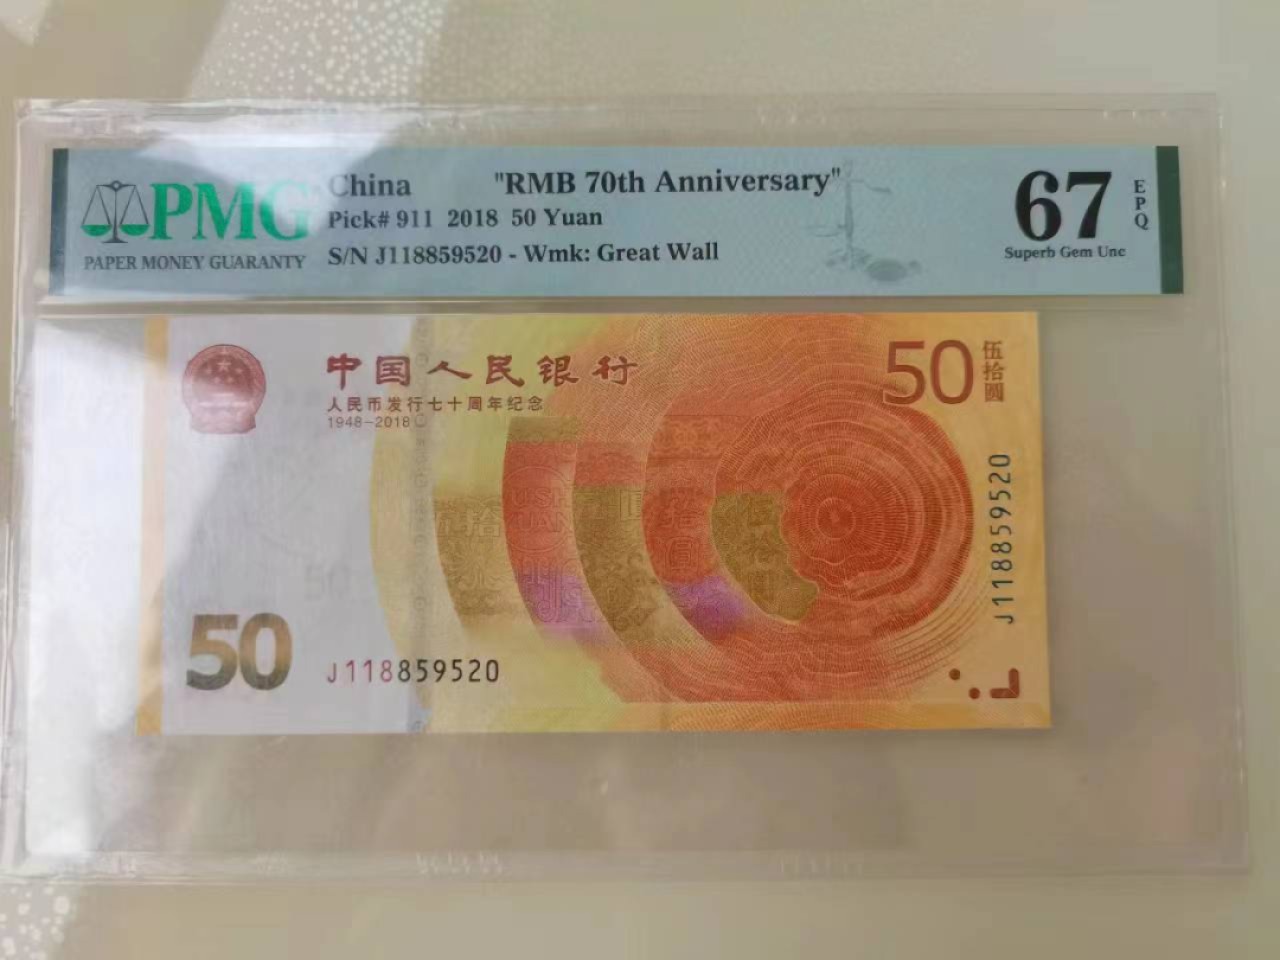 PMG
PAPER MONEY GUARANTY
China "RMB 70th Anniversary"
Pick# 911 2018 50 Yuan
S/N J118859520 - Wmk: Great Wall
67
EPQ
Superb Gem Unc
中国人民银行
人民币发行七十周年纪念
1948-2018
50
伍拾圆
J118859520
50
J118859520